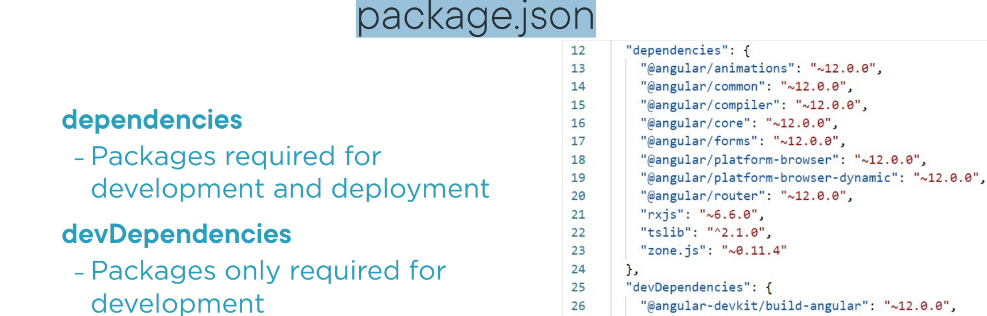 package.json
dependencies
- Packages required for
development and deployment
devDependencies
- Packages only required for
development
12 "dependencies": {
13 "@angular/animations": "~12.0.0",
14 "@angular/common": "~12.0.0",
15 "@angular/compiler": "~12.0.0",
16 "@angular/core": "~12.0.0",
17 "@angular/forms": "~12.0.0",
18 "@angular/platform-browser": "~12.0.0",
19 "@angular/platform-browser-dynamic": "~12.0.0",
20 "@angular/router": "~12.0.0",
21 "rxjs": "~6.6.0",
22 "tslib": "^2.1.0",
23 "zone.js": "~0.11.4"
24 },
25 "devDependencies": {
26 "@angular-devkit/build-angular": "~12.0.0",